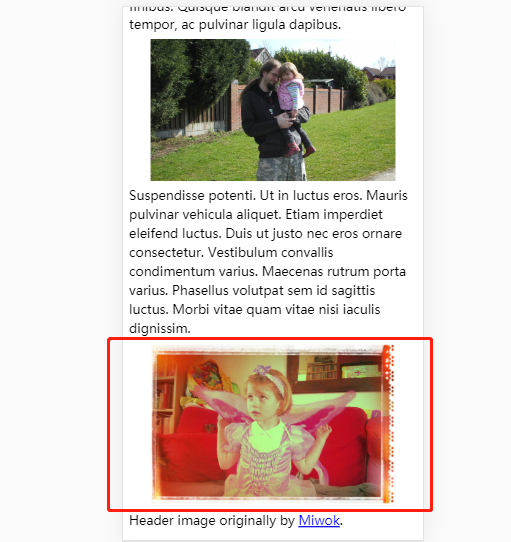 finibus. Quisque blandit arcu venenatis libero
tempor, ac pulvinar ligula dapibus.
Suspendisse potenti. Ut in luctus eros. Mauris
pulvinar vehicula aliquet. Etiam imperdiet
eleifend luctus. Duis ut justo nec eros ornare
consectetur. Vestibulum convallis
condimentum varius. Maecenas rutrum porta
varius. Phasellus volutpat sem id sagittis
luctus. Morbi vitae quam vitae nisi iaculis
dignissim.
Header image originally by Miwok.